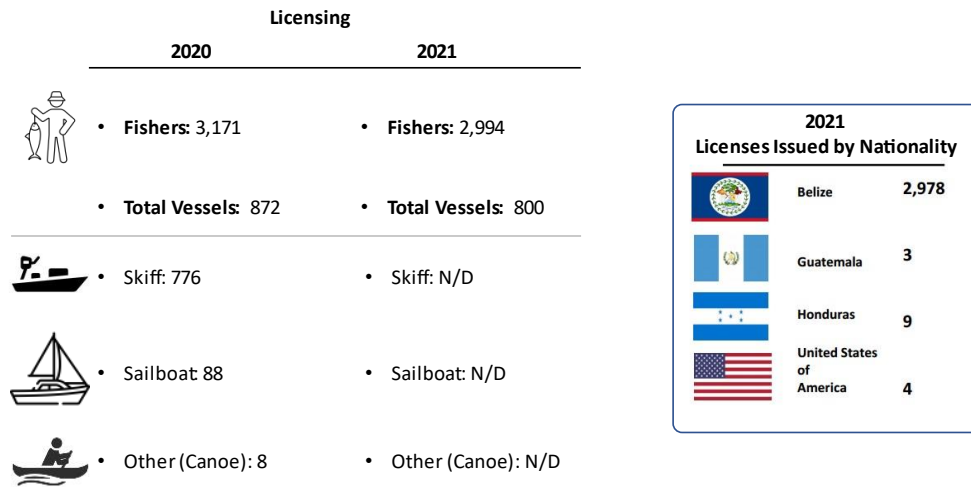 Licensing
2020 2021
• Fishers: 3,171 • Fishers: 2,994
• Total Vessels: 872 • Total Vessels: 800
• Skiff: 776 • Skiff: N/D
• Sailboat: 88 • Sailboat: N/D
• Other (Canoe): 8 • Other (Canoe): N/D
2021
Licenses Issued by Nationality
Belize 2,978
Guatemala 3
Honduras 9
United States
of
America 4